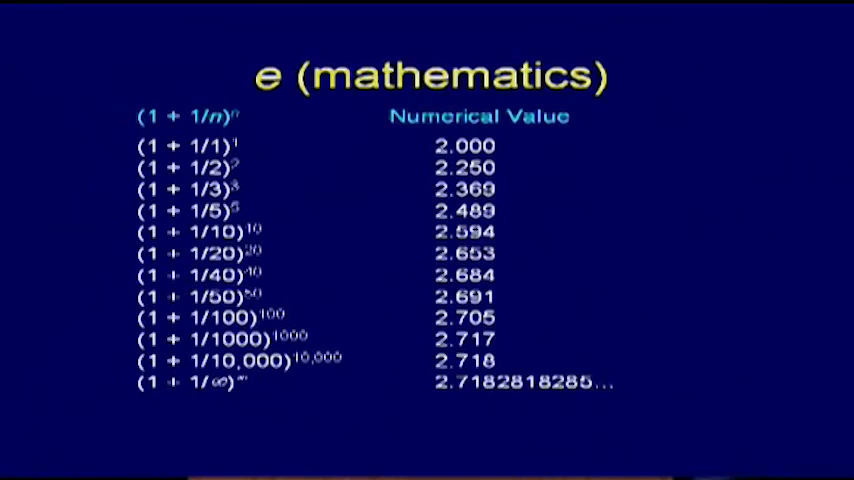 e (mathematics)
(1 + 1/n)ⁿ Numerical Value
(1 + 1/1)¹ 2.000
(1 + 1/2)² 2.250
(1 + 1/3)³ 2.369
(1 + 1/5)⁵ 2.489
(1 + 1/10)¹⁰ 2.594
(1 + 1/20)²⁰ 2.653
(1 + 1/40)⁴⁰ 2.684
(1 + 1/50)⁵⁰ 2.691
(1 + 1/100)¹⁰⁰ 2.705
(1 + 1/1000)¹⁰⁰⁰ 2.717
(1 + 1/10,000)¹⁰,⁰⁰⁰ 2.718
(1 + 1/∞)^∞ 2.7182818285...